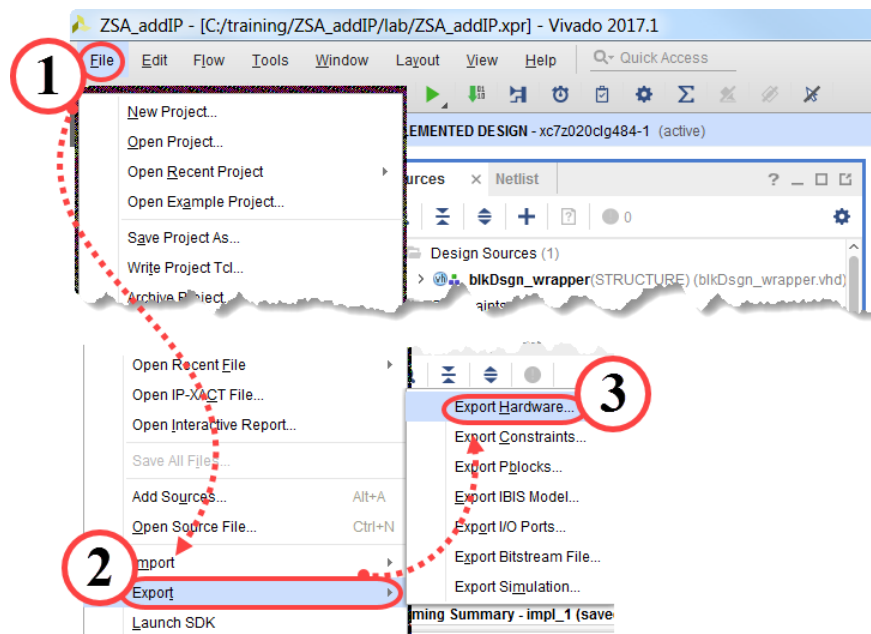 ZSA_addIP - [C:/training/ZSA_addIP/lab/ZSA_addIP.xpr] - Vivado 2017.1
1
File Edit Flow Tools Window Layout View Help Quick Access
New Project...
Open Project...
Open Recent Project
Open Example Project...
Save Project As...
Write Project Tcl...
Archive Project
LEMENTED DESIGN - xc7z020clg484-1 (active)
urces × Netlist ? _
0
Design Sources (1)
blkDsgn_wrapper(STRUCTURE) (blkDsgn_wrapper.vhd)
aints
Open Recent File
Open IP-XACT File...
Open Interactive Report...
Save All Files...
Add Sources... Alt+A
Open Source File... Ctrl+N
2
Import
Export
Launch SDK
3
Export Hardware...
Export Constraints...
Export Pblocks...
Export IBIS Model...
Export I/O Ports...
Export Bitstream File...
Export Simulation...
ming Summary - impl_1 (save